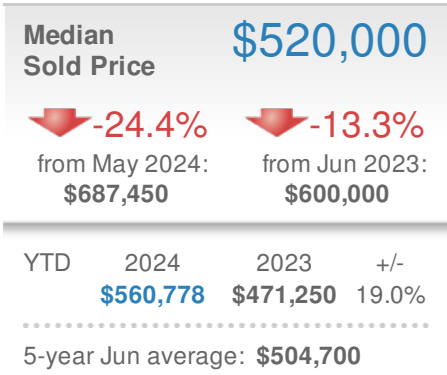 Median $520,000
Sold Price
-24.4% -13.3%
from May 2024: from Jun 2023:
$687,450 $600,000
YTD 2024 2023 +/-
$560,778 $471,250 19.0%
5-year Jun average: $504,700